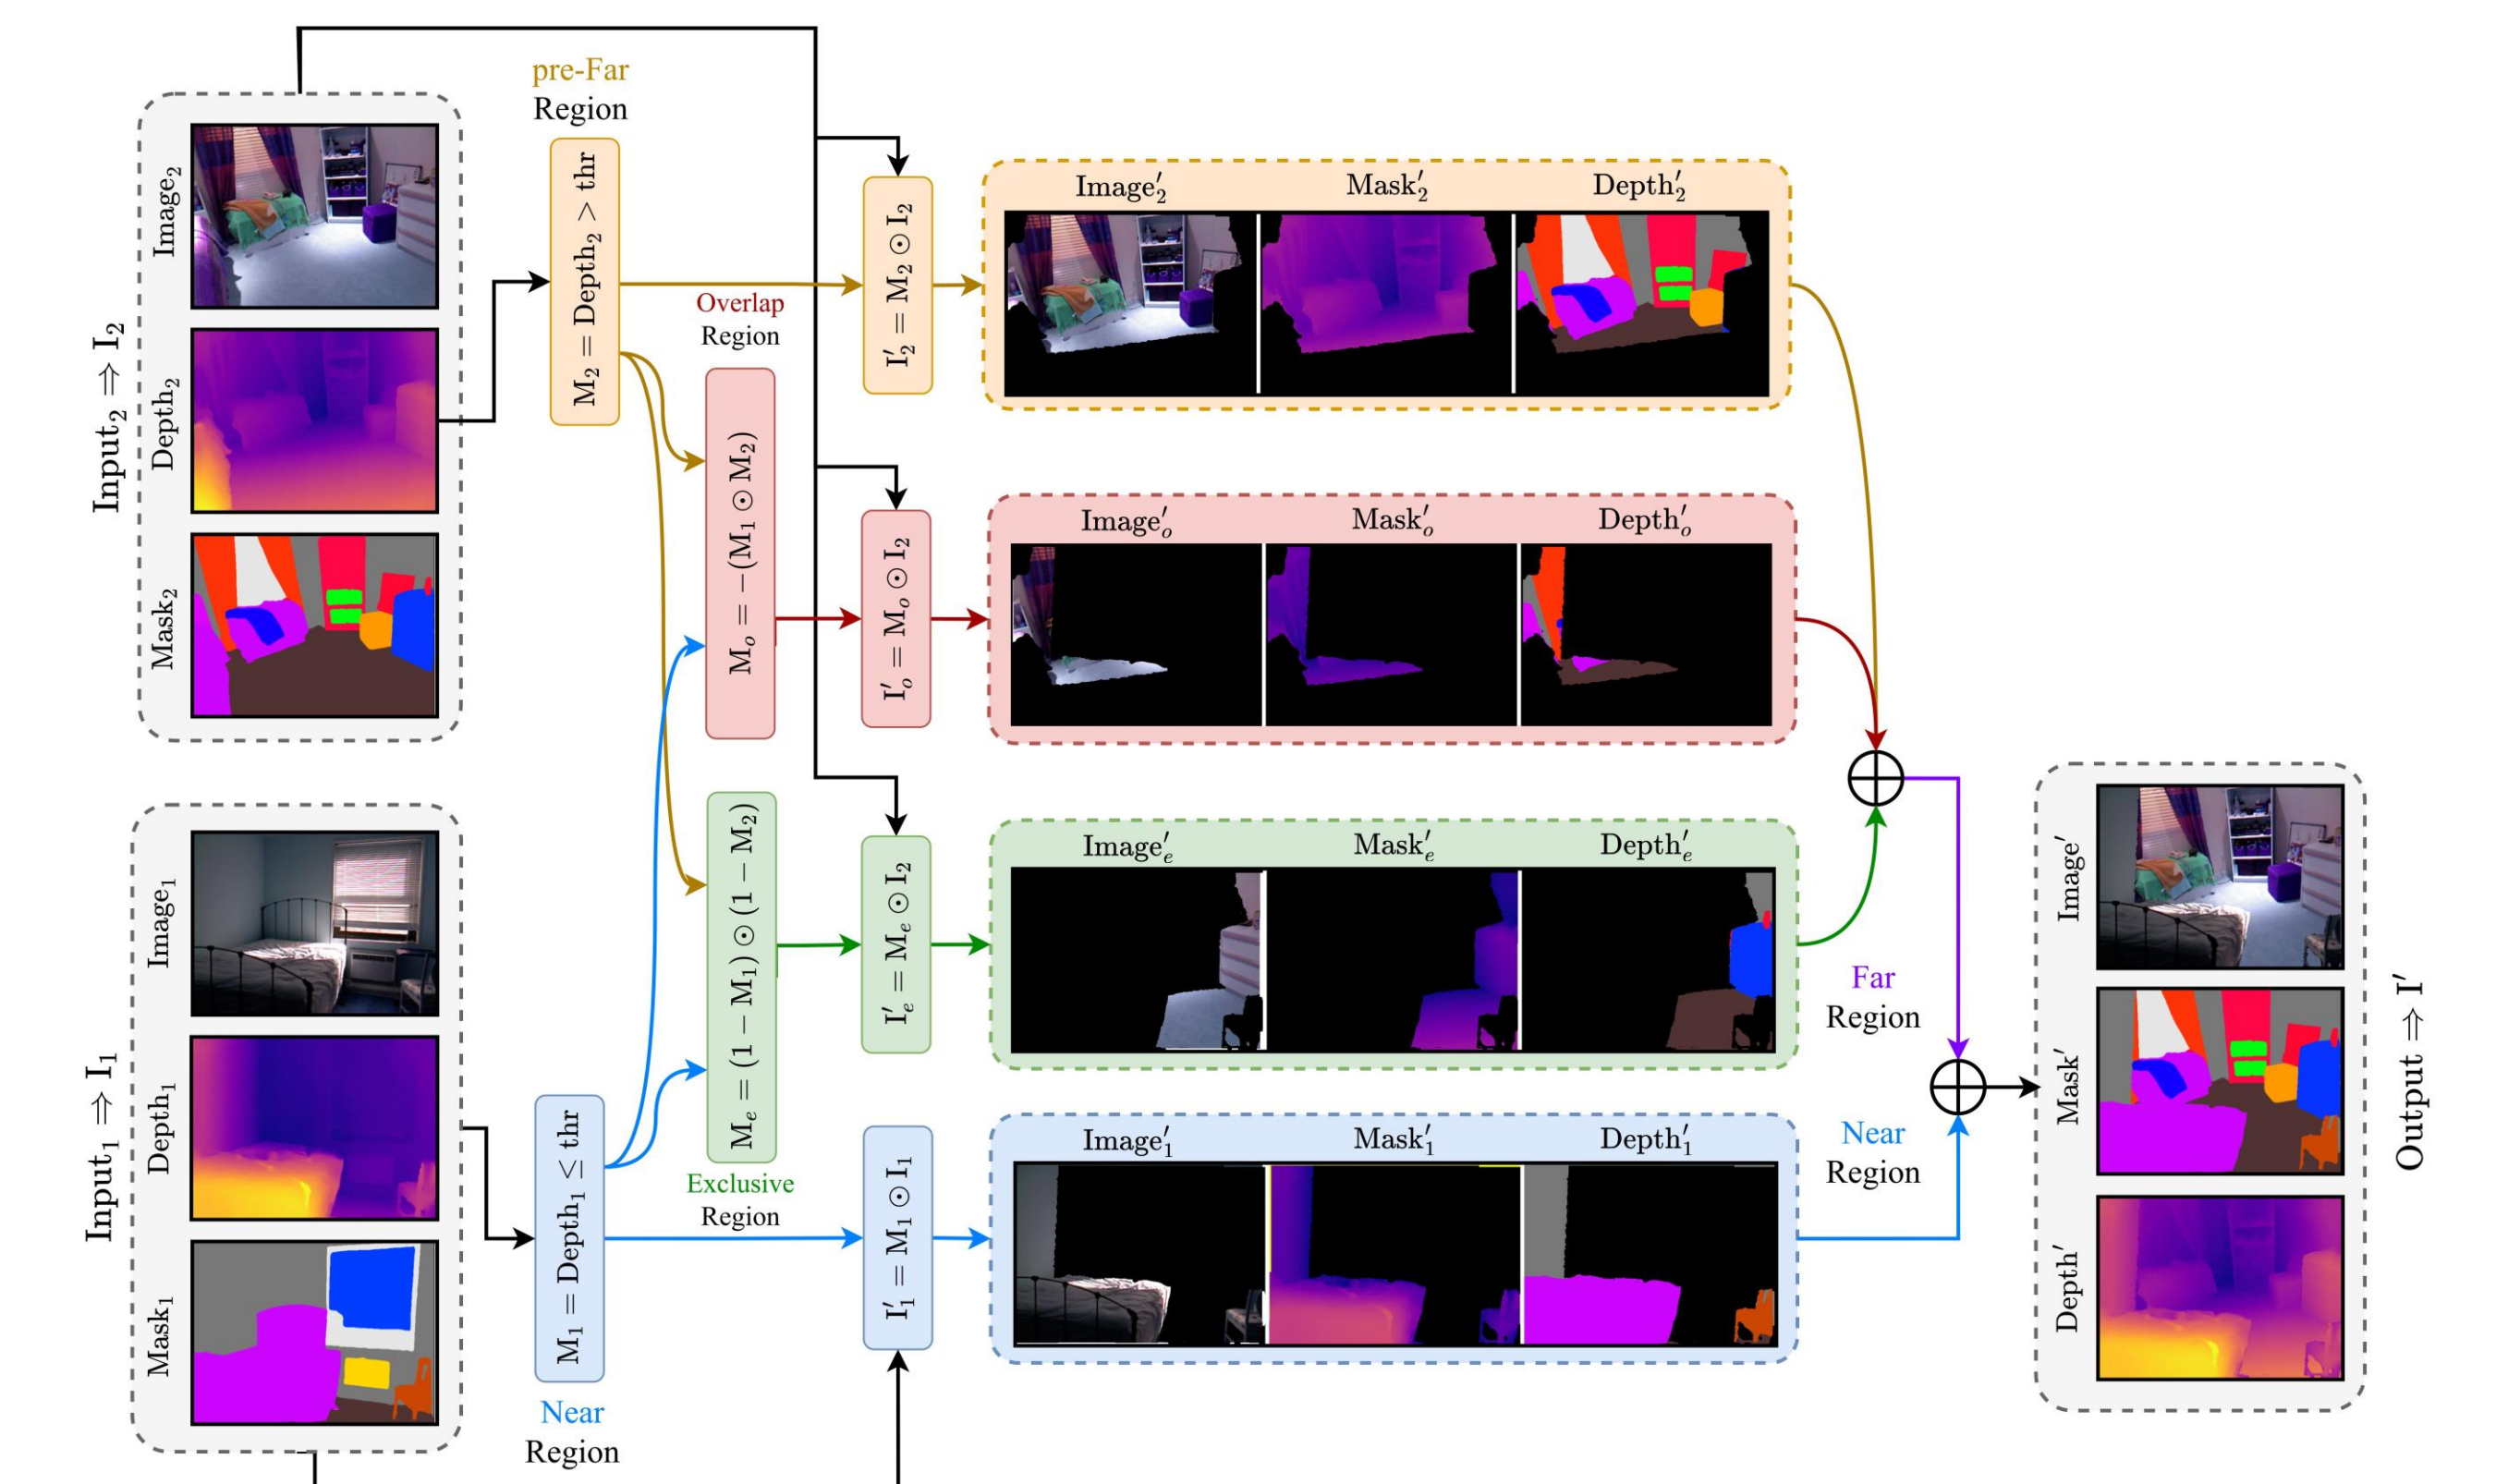 pre-Far
Region
Input₂ ⇒ I₂
Image₂
Depth₂
Mask₂
M₂ = Depth₂ > thr
I′₂ = M₂ ⊙ I₂
Image′₂ Mask′₂ Depth′₂
Overlap
Region
Mₒ = −(M₁ ⊙ M₂)
I′ₒ = Mₒ ⊙ I₂
Image′ₒ Mask′ₒ Depth′ₒ
Input₁ ⇒ I₁
Image₁
Depth₁
Mask₁
Mₑ = (1 − M₁) ⊙ (1 − M₂)
Exclusive
Region
I′ₑ = Mₑ ⊙ I₂
Image′ₑ Mask′ₑ Depth′ₑ
M₁ = Depth₁ ≤ thr
Near
Region
I′₁ = M₁ ⊙ I₁
Image′₁ Mask′₁ Depth′₁
Far
Region
Near
Region
Image′
Mask′
Depth′
Output ⇒ I′